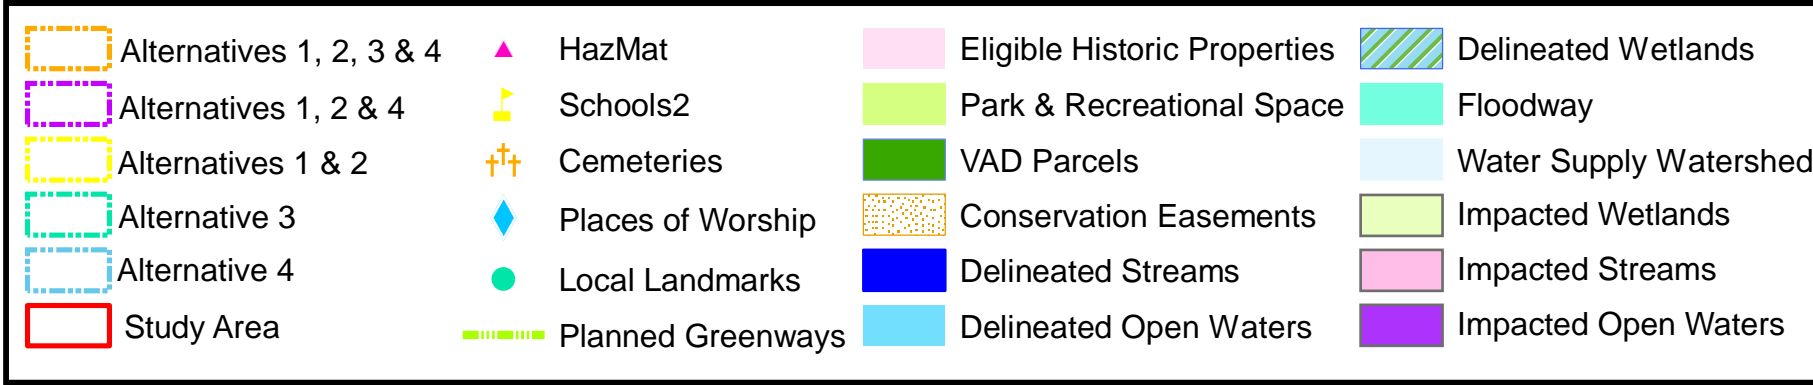 Alternatives 1, 2, 3 & 4
Alternatives 1, 2 & 4
Alternatives 1 & 2
Alternative 3
Alternative 4
Study Area
HazMat
Schools2
Cemeteries
Places of Worship
Local Landmarks
Planned Greenways
Eligible Historic Properties
Park & Recreational Space
VAD Parcels
Conservation Easements
Delineated Streams
Delineated Open Waters
Delineated Wetlands
Floodway
Water Supply Watershed
Impacted Wetlands
Impacted Streams
Impacted Open Waters